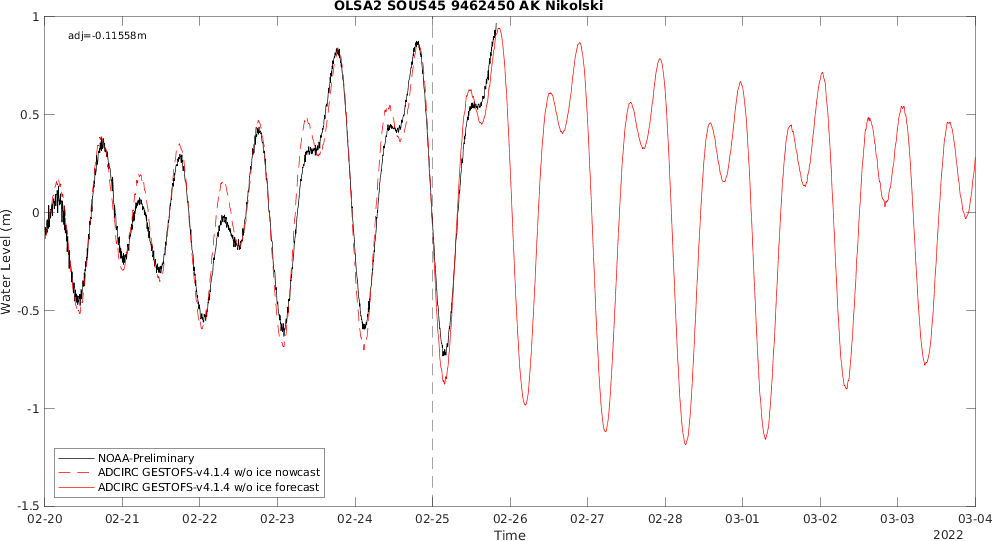 OLSA2 SOUS45 9462450 AK Nikolski
adj=-0.11558m
1
0.5
0
-0.5
-1
-1.5
Water Level (m)
NOAA-Preliminary
ADCIRC GESTOFS-v4.1.4 w/o ice nowcast
ADCIRC GESTOFS-v4.1.4 w/o ice forecast
02-20 02-21 02-22 02-23 02-24 02-25 02-26 02-27 02-28 03-01 03-02 03-03 03-04
Time
2022